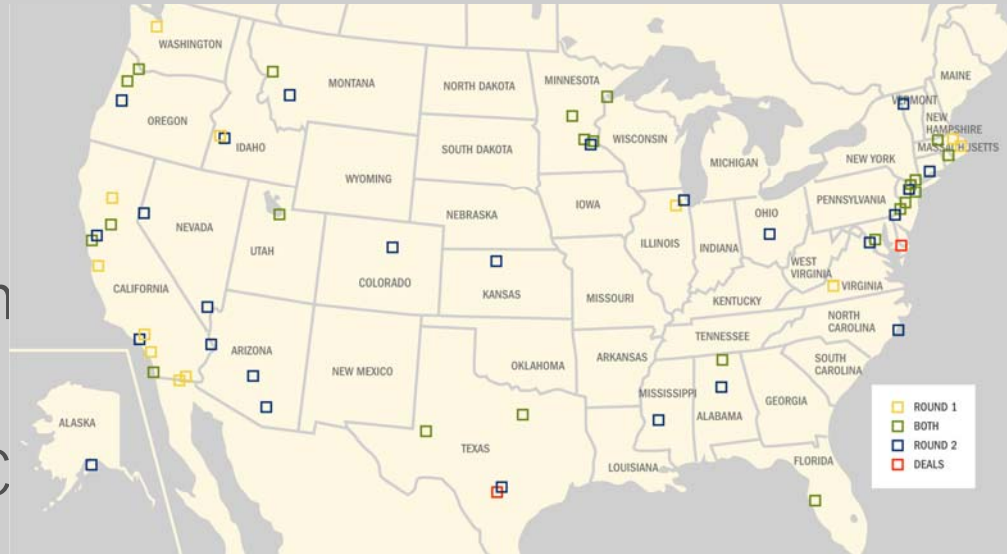 WASHINGTON
MONTANA
NORTH DAKOTA
MINNESOTA
MAINE
VERMONT
OREGON
IDAHO
SOUTH DAKOTA
WISCONSIN
NEW
HAMPSHIRE
MASSACHUSETTS
MICHIGAN
NEW YORK
WYOMING
NEBRASKA
IOWA
PENNSYLVANIA
NEVADA
UTAH
ILLINOIS
INDIANA
OHIO
WEST
VIRGINIA
VIRGINIA
CALIFORNIA
COLORADO
KANSAS
MISSOURI
KENTUCKY
NORTH
CAROLINA
TENNESSEE
ARIZONA
NEW MEXICO
OKLAHOMA
ARKANSAS
SOUTH
CAROLINA
MISSISSIPPI
ALABAMA
GEORGIA
ALASKA
TEXAS
LOUISIANA
FLORIDA
ROUND 1
BOTH
ROUND 2
DEALS